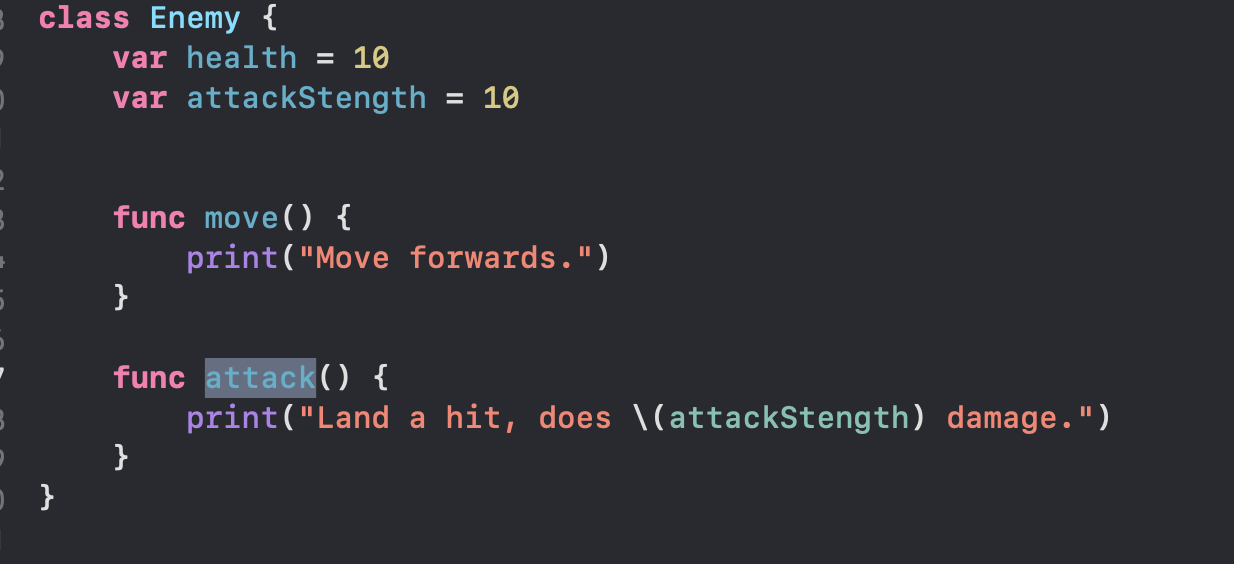 class Enemy {
    var health = 10
    var attackStength = 10
    func move() {
        print("Move forwards.")
    }
    func attack() {
        print("Land a hit, does \(attackStength) damage.")
    }
}